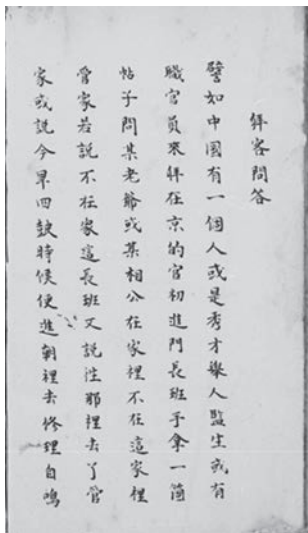 拜客問答
譬如中國有一個人或是秀才舉人監生或有
職官員來拜在京的官初進門長班手拿一箇
帖子問某老爺或某相公在家裡不在這家裡
管家若說不在家這長班又說徃那裡去了管
家或說今早四鼓時候便進朝裡去修理自鳴